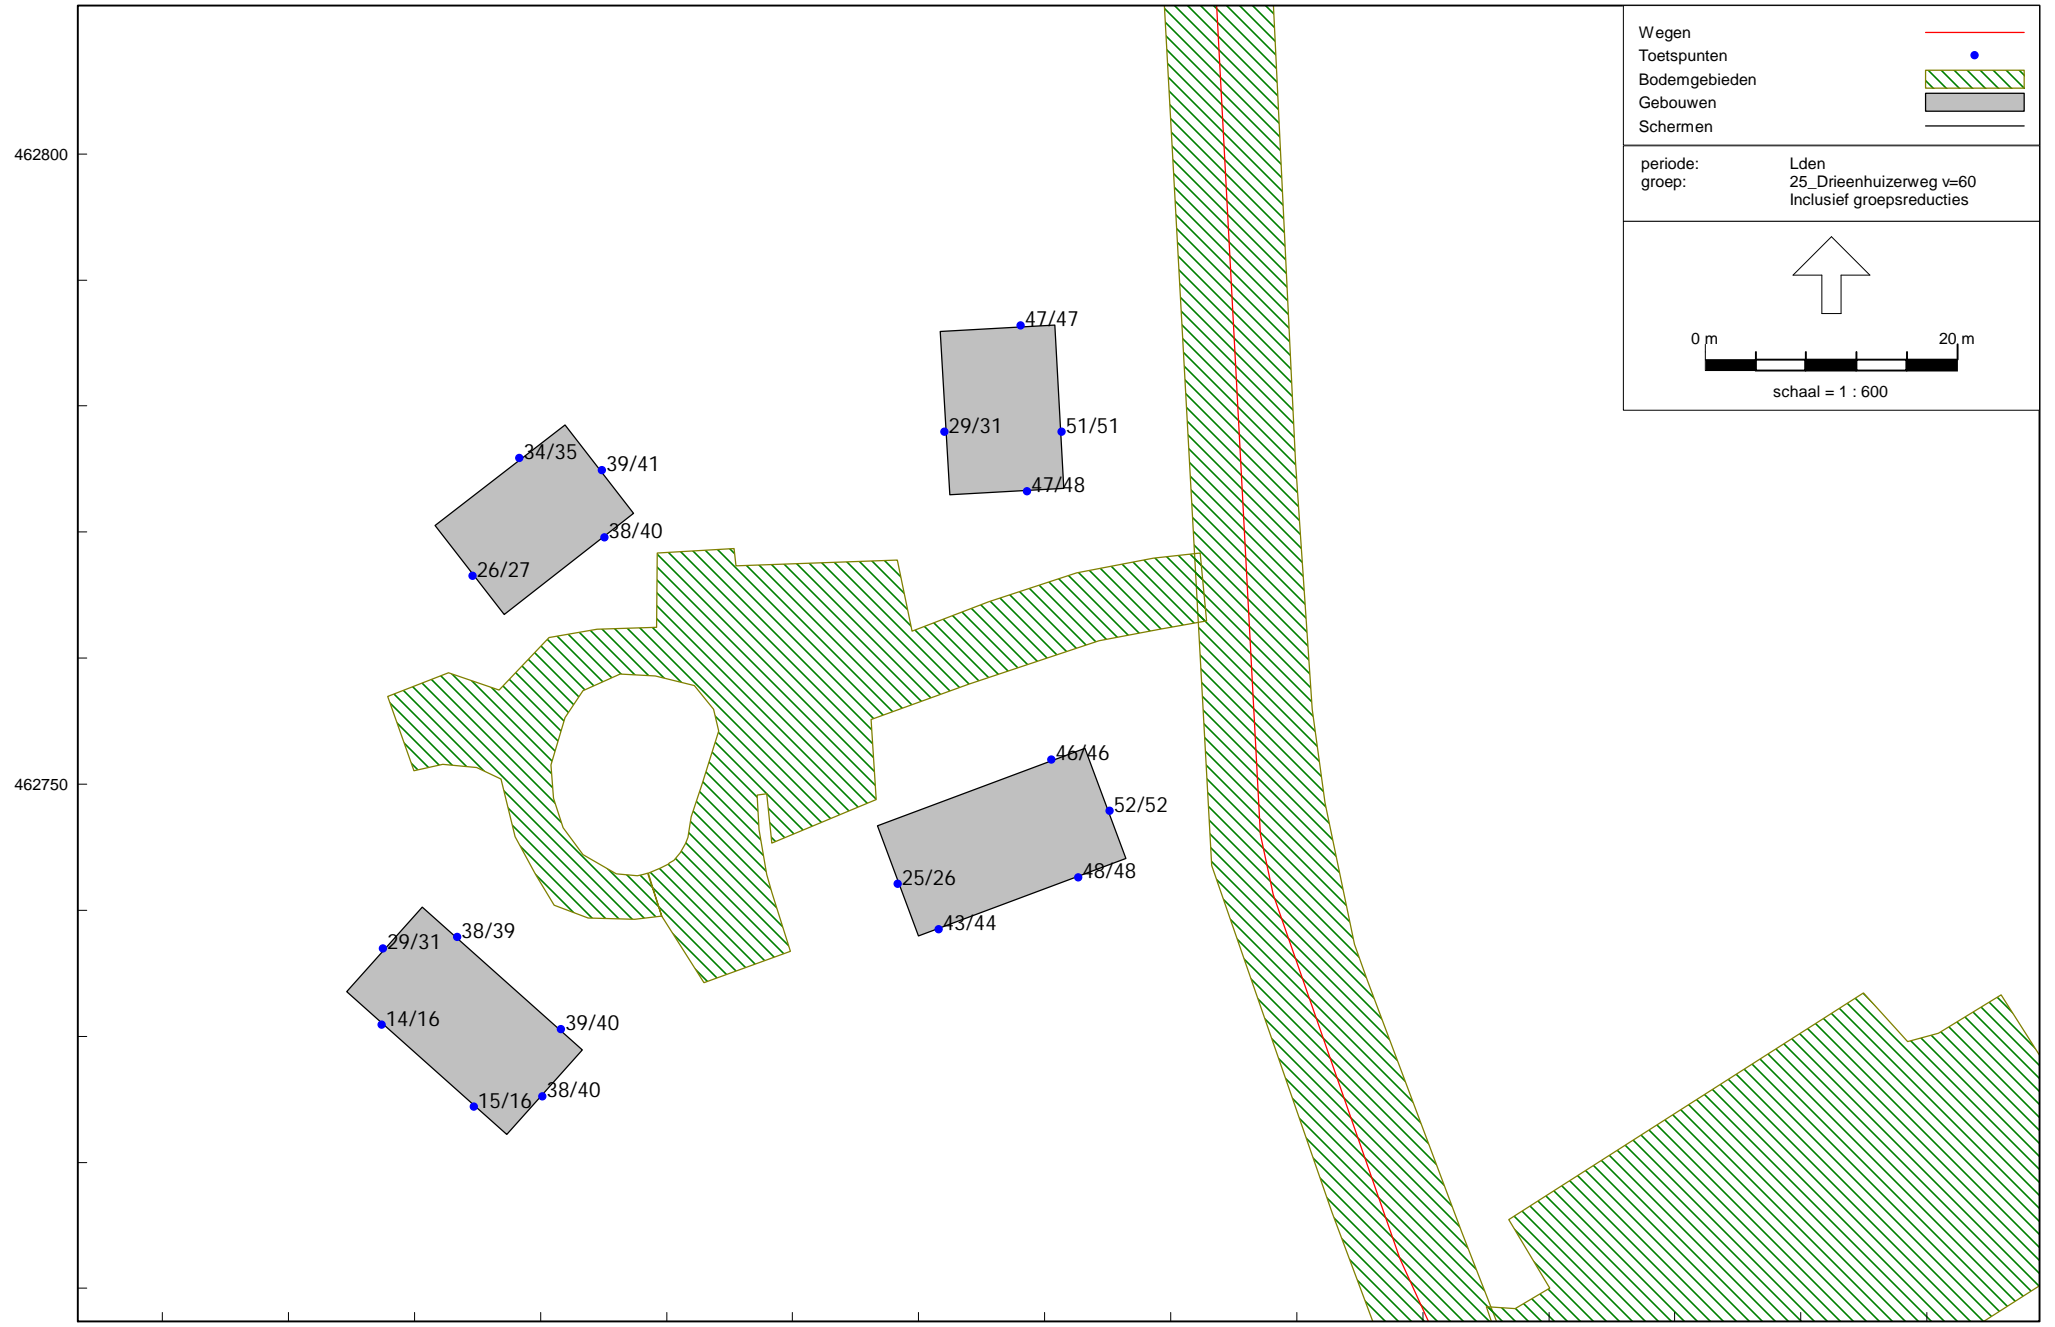 Wegen
Toetspunten
Bodemgebieden
Gebouwen
Schermen
periode: Lden
groep: 25_Drieenhuizerweg v=60
Inclusief groepsreducties
0 m 20 m
schaal = 1 : 600
462800
47/47
29/31 51/51
34/35
39/41
47/48
38/40
26/27
46/46
462750
52/52
48/48
25/26
43/44
38/39
29/31
14/16
39/40
38/40
15/16